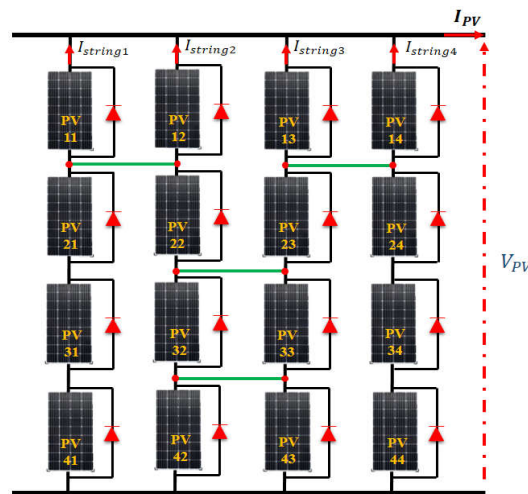 I_PV
I_string1 I_string2 I_string3 I_string4
PV 11 PV 12 PV 13 PV 14
PV 21 PV 22 PV 23 PV 24
V_PV
PV 31 PV 32 PV 33 PV 34
PV 41 PV 42 PV 43 PV 44